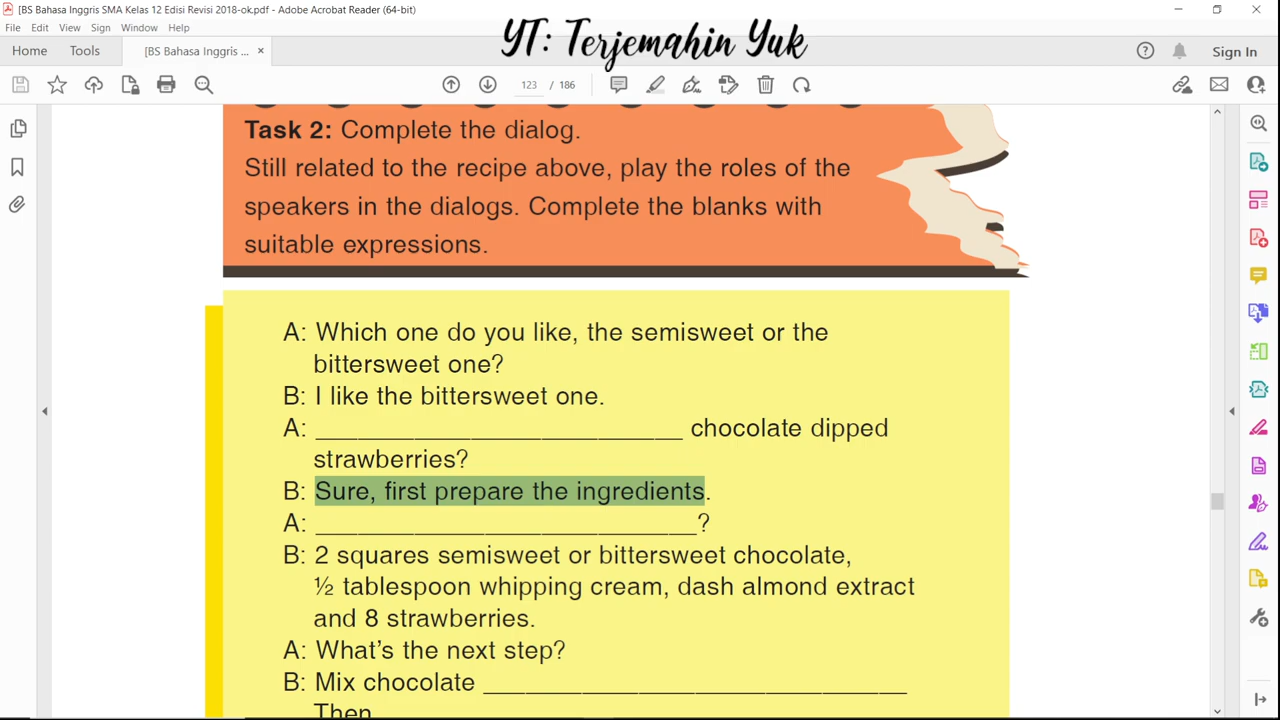 [BS Bahasa Inggris SMA Kelas 12 Edisi Revisi 2018-ok.pdf - Adobe Acrobat Reader (64-bit)
File Edit View Sign Window Help
YT: Terjemahin Yuk
Home Tools [BS Bahasa Inggris ... × Sign In
123 / 186
Task 2: Complete the dialog.
Still related to the recipe above, play the roles of the
speakers in the dialogs. Complete the blanks with
suitable expressions.
A: Which one do you like, the semisweet or the
bittersweet one?
B: I like the bittersweet one.
A: __________________________ chocolate dipped
strawberries?
B: Sure, first prepare the ingredients.
A: ___________________________?
B: 2 squares semisweet or bittersweet chocolate,
½ tablespoon whipping cream, dash almond extract
and 8 strawberries.
A: What's the next step?
B: Mix chocolate ______________________________
Then